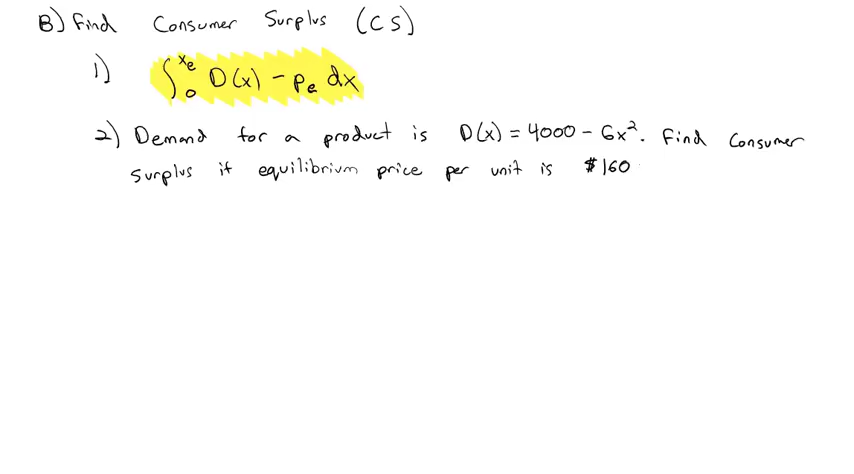 B) Find Consumer Surplus (CS)
1) ∫₀^{xₑ} D(x) - pₑ dx
2) Demand for a product is D(x) = 4000 - 6x². Find consumer
surplus if equilibrium price per unit is $160